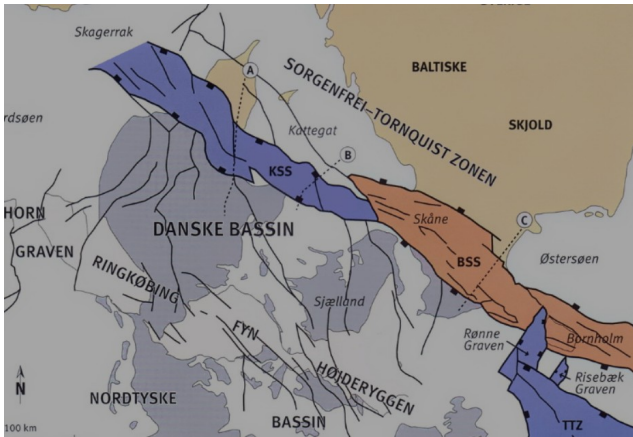 Skagerrak
BALTISKE
SKJOLD
A
SORGENFREI–TORNQUIST ZONEN
Kattegat
B
KSS
HORN
GRAVEN
DANSKE BASSIN
Skåne
C
BSS
Østersøen
RINGKØBING
FYN
HØJDERYGGEN
Sjælland
Rønne
Graven
Bornholm
Risebæk
Graven
N
NORDTYSKE
BASSIN
TTZ
100 km